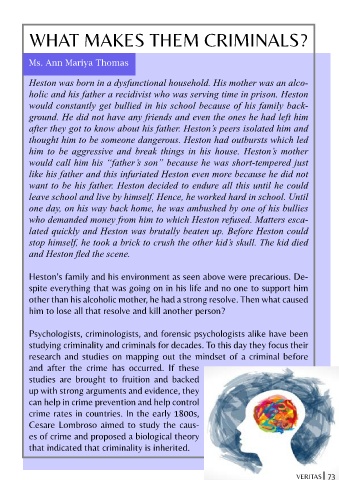 WHAT MAKES THEM CRIMINALS?
Ms. Ann Mariya Thomas
Heston was born in a dysfunctional household. His mother was an alco-
holic and his father a recidivist who was serving time in prison. Heston
would constantly get bullied in his school because of his family back-
ground. He did not have any friends and even the ones he had left him
after they got to know about his father. Heston's peers isolated him and
thought him to be someone dangerous. Heston had outbursts which led
him to be aggressive and break things in his house. Heston's mother
would call him his "father's son" because he was short-tempered just
like his father and this infuriated Heston even more because he did not
want to be his father. Heston decided to endure all this until he could
leave school and live by himself. Hence, he worked hard in school. Until
one day, on his way back home, he was ambushed by one of his bullies
who demanded money from him to which Heston refused. Matters esca-
lated quickly and Heston was brutally beaten up. Before Heston could
stop himself, he took a brick to crush the other kid's skull. The kid died
and Heston fled the scene.
Heston's family and his environment as seen above were precarious. De-
spite everything that was going on in his life and no one to support him
other than his alcoholic mother, he had a strong resolve. Then what caused
him to lose all that resolve and kill another person?
Psychologists, criminologists, and forensic psychologists alike have been
studying criminality and criminals for decades. To this day they focus their
research and studies on mapping out the mindset of a criminal before
and after the crime has occurred. If these
studies are brought to fruition and backed
up with strong arguments and evidence, they
can help in crime prevention and help control
crime rates in countries. In the early 1800s,
Cesare Lombroso aimed to study the caus-
es of crime and proposed a biological theory
that indicated that criminality is inherited.
VERITAS 73